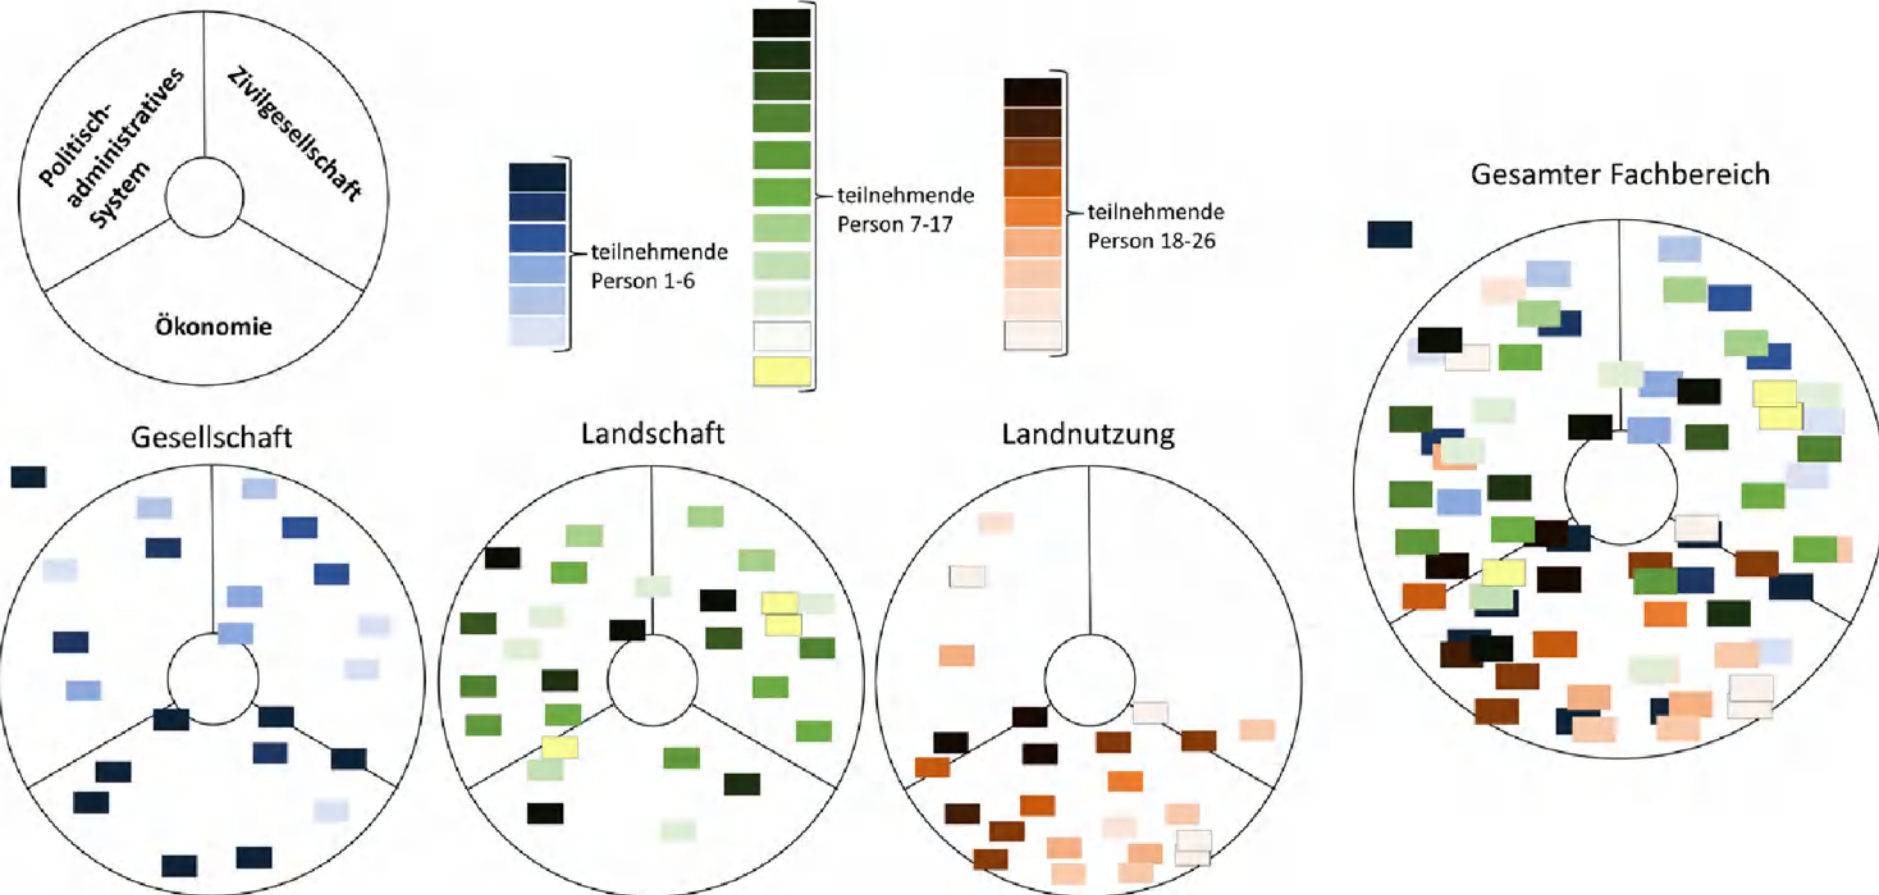 Politisch-
administratives
System
Zivilgesellschaft
Ökonomie
teilnehmende
Person 1-6
teilnehmende
Person 7-17
teilnehmende
Person 18-26
Gesamter Fachbereich
Gesellschaft
Landschaft
Landnutzung